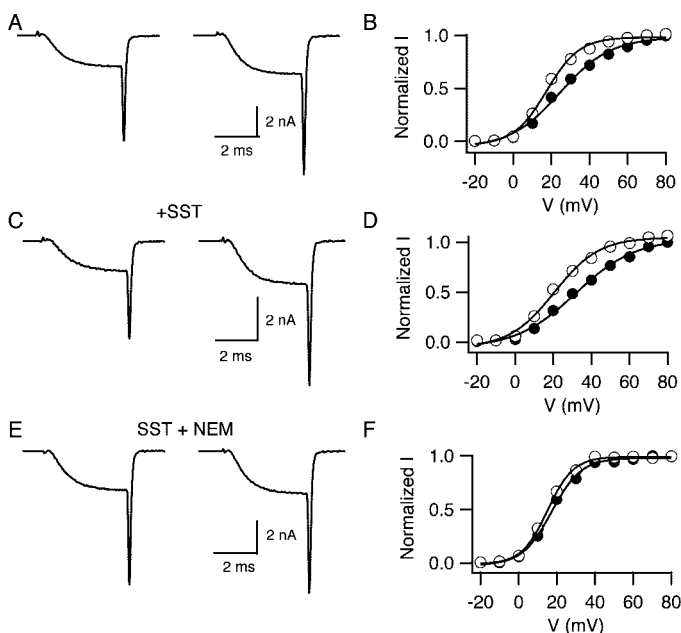 A
2 nA
2 ms
B
Normalized I
1.0
0.5
0.0
-20 0 20 40 60 80
V (mV)
C
+SST
2 nA
2 ms
D
Normalized I
1.0
0.5
0.0
-20 0 20 40 60 80
V (mV)
E
SST + NEM
2 nA
2 ms
F
Normalized I
1.0
0.5
0.0
-20 0 20 40 60 80
V (mV)